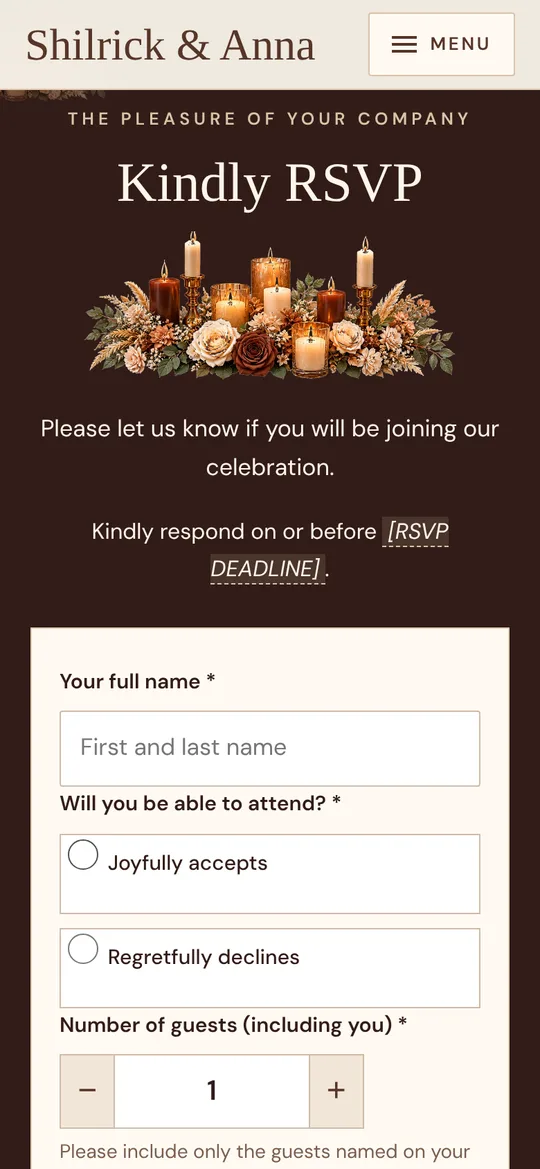 Shilrick & Anna
MENU
THE PLEASURE OF YOUR COMPANY
Kindly RSVP
Please let us know if you will be joining our
celebration.
Kindly respond on or before [RSVP
DEADLINE] .
Your full name *
First and last name
Will you be able to attend? *
Joyfully accepts
Regretfully declines
Number of guests (including you) *
− 1 +
Please include only the guests named on your